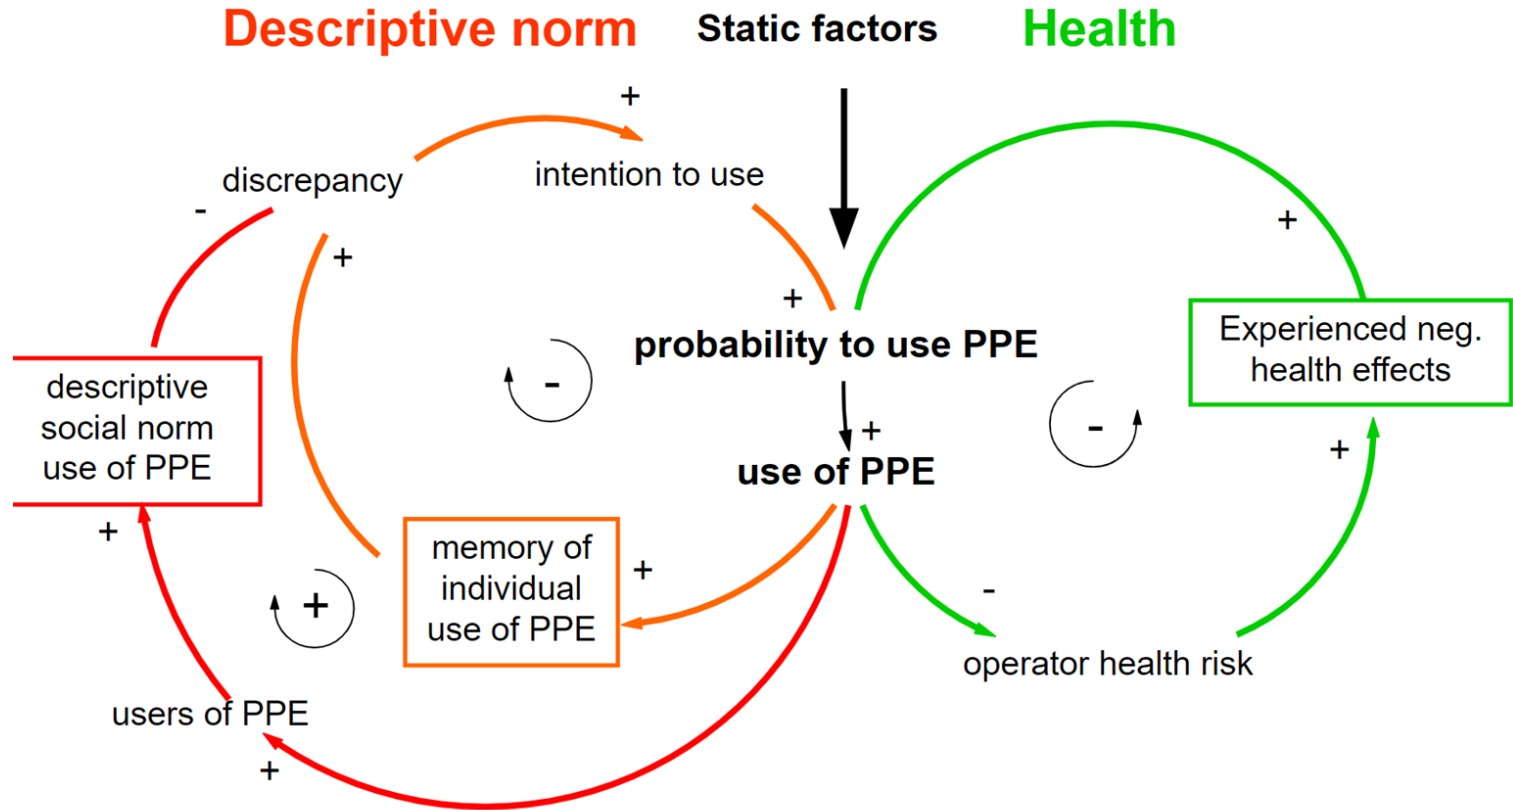 Descriptive norm
Static factors
Health
+
discrepancy
intention to use
-
+
+
+
probability to use PPE
Experienced neg.
health effects
descriptive
social norm
use of PPE
-
-
+
+
use of PPE
+
memory of
individual
use of PPE
+
-
+
operator health risk
users of PPE
+